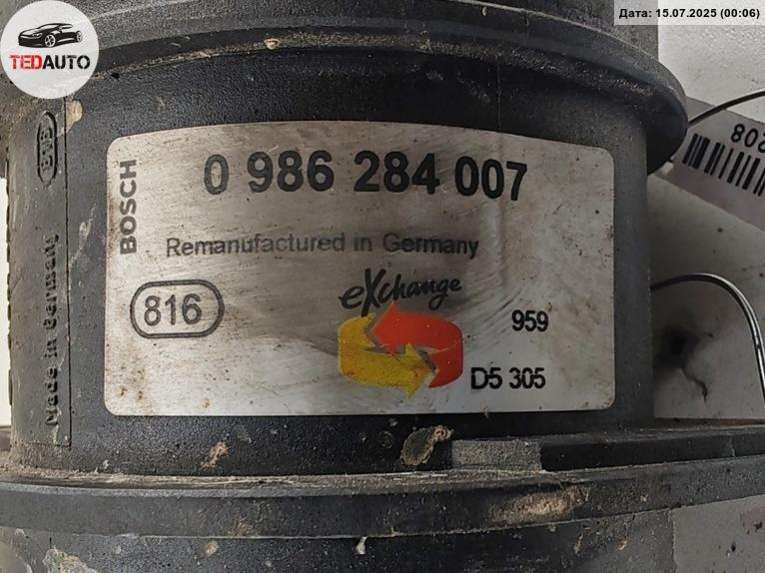 Дата: 15.07.2025 (00:06)
TEDAUTO
208
BOSCH
0 986 284 007
Remanufactured in Germany
816
eXchange
959
D5 305
816
Made in Germany